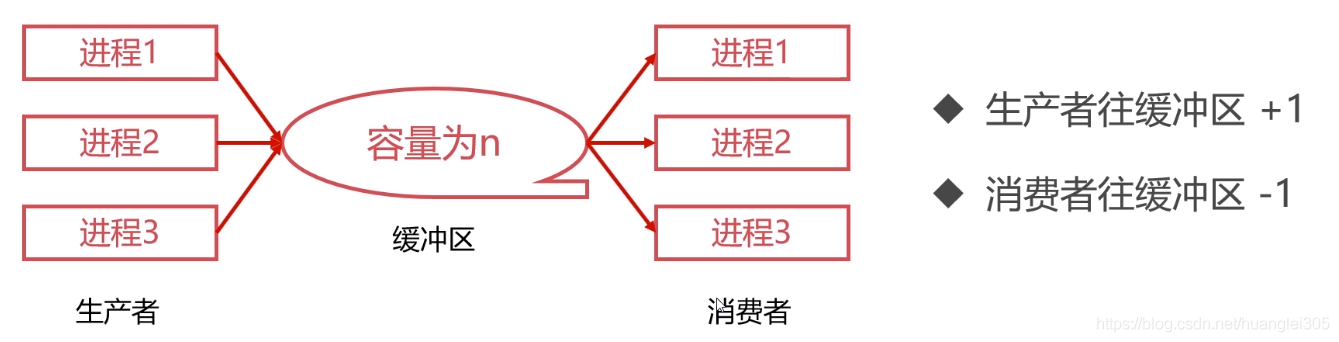 进程1
进程2
进程3
生产者
容量为n
缓冲区
进程1
进程2
进程3
消费者
◆ 生产者往缓冲区 +1
◆ 消费者往缓冲区 -1
https://blog.csdn.net/huanglei305